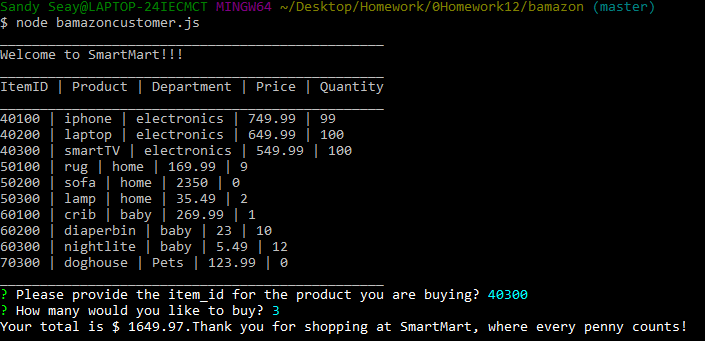 Sandy Seay@LAPTOP-24IECMCT MINGW64 ~/Desktop/Homework/0Homework12/bamazon (master)
$ node bamazoncustomer.js
Welcome to SmartMart!!!
ItemID | Product | Department | Price | Quantity
40100 | iphone | electronics | 749.99 | 99
40200 | laptop | electronics | 649.99 | 100
40300 | smartTV | electronics | 549.99 | 100
50100 | rug | home | 169.99 | 9
50200 | sofa | home | 2350 | 0
50300 | lamp | home | 35.49 | 2
60100 | crib | baby | 269.99 | 1
60200 | diaperbin | baby | 23 | 10
60300 | nightlite | baby | 5.49 | 12
70300 | doghouse | Pets | 123.99 | 0
? Please provide the item_id for the product you are buying? 40300
? How many would you like to buy? 3
Your total is $ 1649.97.Thank you for shopping at SmartMart, where every penny counts!